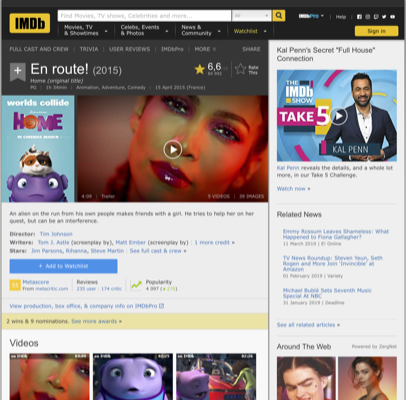 IMDb
Find Movies, TV shows, Celebrities and more...
All
IMDbPro
Help
Movies, TV
& Showtimes
Celebs, Events
& Photos
News &
Community
Watchlist
Sign in
FULL CAST AND CREW | TRIVIA | USER REVIEWS | IMDbPro | MORE
SHARE
En route! (2015)
Home (original title)
PG | 1h 34min | Animation, Adventure, Comedy | 15 April 2015 (France)
6,6
Rate
This
worlds collide
HOME
4:09 | Trailer
5 VIDEOS | 39 IMAGES
An alien on the run from his own people makes friends with a girl. He tries to help her on her
quest, but can be an interference.
Director: Tim Johnson
Writers: Tom J. Astle (screenplay by), Matt Ember (screenplay by) | 1 more credit »
Stars: Jim Parsons, Rihanna, Steve Martin | See full cast & crew »
+ Add to Watchlist
Metascore
From metacritic.com
Reviews
235 user | 174 critic
Popularity
4 097
View production, box office, & company info on IMDbPro
2 wins & 9 nominations. See more awards »
Videos
Kal Penn's Secret "Full House"
Connection
THE
IMDb
SHOW
TAKE 5
KAL PENN
Kal Penn reveals the details, and a whole lot
more, in our Take 5 Challenge.
Watch now »
Related News
Emmy Rossum Leaves Shameless: What
Happened to Fiona Gallagher?
11 March 2019 | E! Online
TV News Roundup: Steven Yeun, Seth
Rogen and More Join 'Invincible' at
Amazon
01 February 2019 | Variety
Michael Bublé Sets Seventh Music
Special At NBC
31 January 2019 | Deadline
See all related articles »
Around The Web
Powered by ZergNet